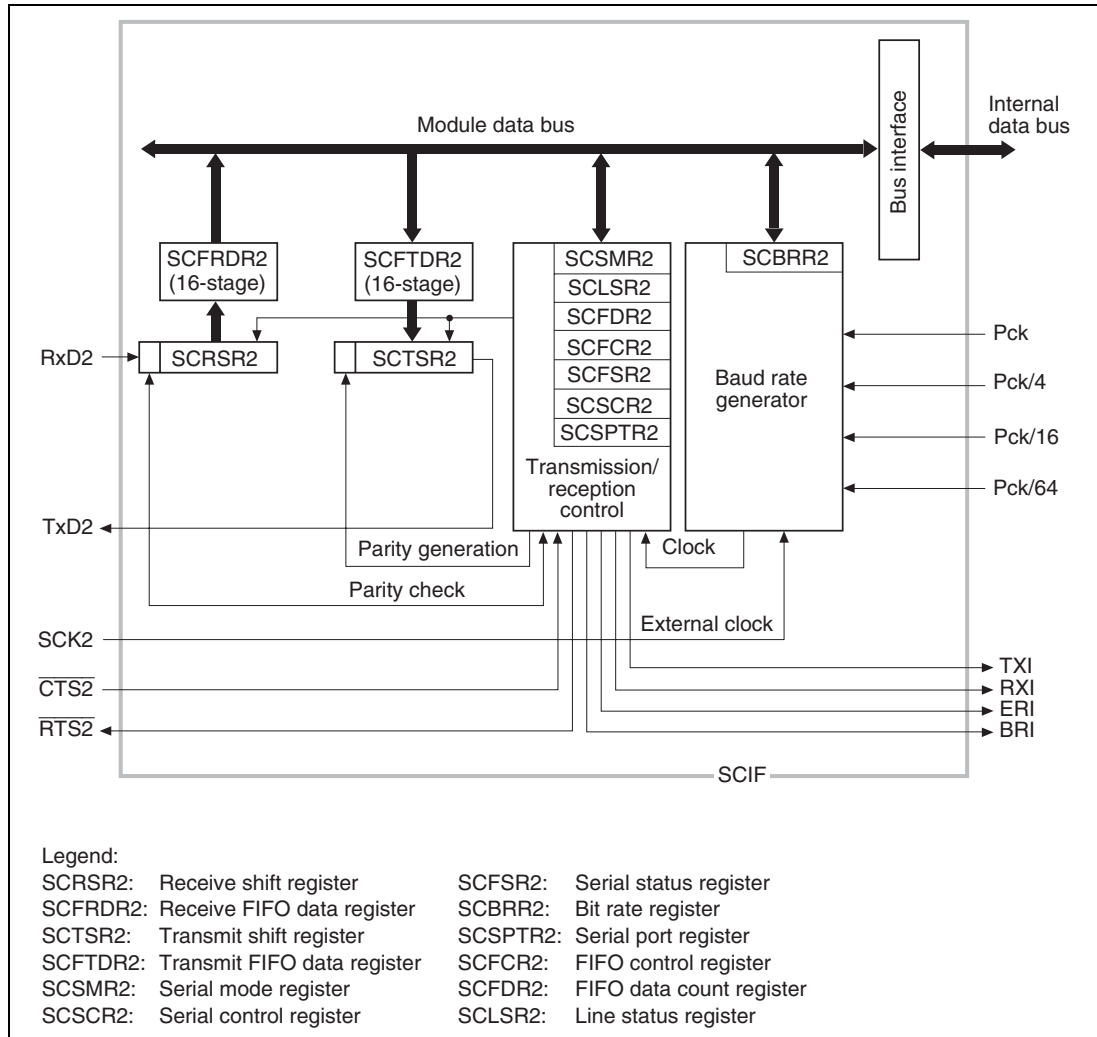 Module data bus
Bus interface
Internal
data bus
SCFRDR2
(16-stage)
SCFTDR2
(16-stage)
SCSMR2
SCLSR2
SCFDR2
SCFCR2
SCFSR2
SCSCR2
SCSPTR2
Transmission/
reception
control
SCBRR2
Baud rate
generator
Pck
Pck/4
Pck/16
Pck/64
RxD2
SCRSR2
SCTSR2
TxD2
Parity generation
Clock
Parity check
SCK2
External clock
CTS2
RTS2
TXI
RXI
ERI
BRI
SCIF
Legend:
SCRSR2: Receive shift register
SCFRDR2: Receive FIFO data register
SCTSR2: Transmit shift register
SCFTDR2: Transmit FIFO data register
SCSMR2: Serial mode register
SCSCR2: Serial control register
SCFSR2: Serial status register
SCBRR2: Bit rate register
SCSPTR2: Serial port register
SCFCR2: FIFO control register
SCFDR2: FIFO data count register
SCLSR2: Line status register